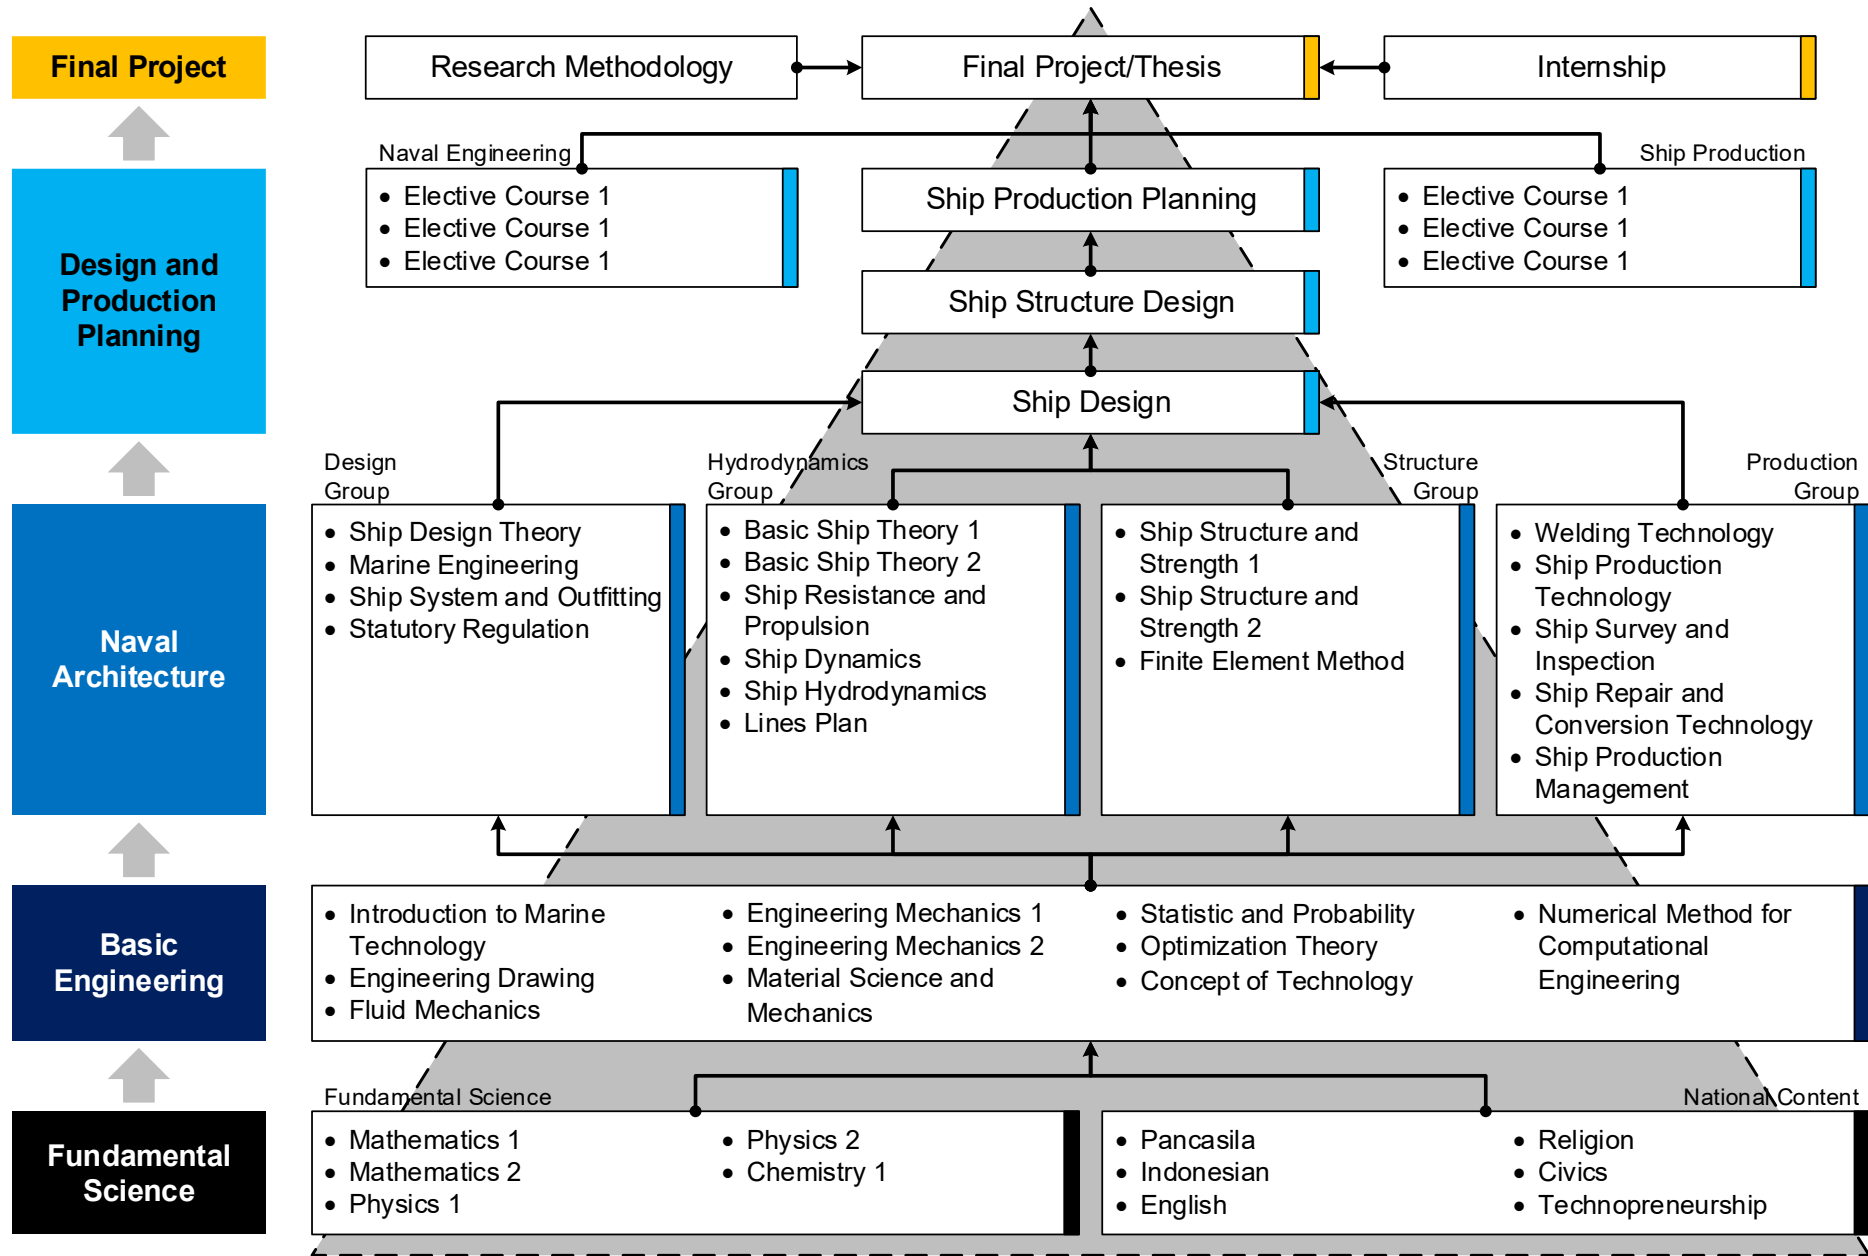 Final Project
Research Methodology
Final Project/Thesis
Internship
Design and
Production
Planning
Naval Engineering
• Elective Course 1
• Elective Course 1
• Elective Course 1
Ship Production Planning
Ship Structure Design
Ship Design
Ship Production
• Elective Course 1
• Elective Course 1
• Elective Course 1
Naval
Architecture
Design
Group
• Ship Design Theory
• Marine Engineering
• Ship System and Outfitting
• Statutory Regulation
Hydrodynamics
Group
• Basic Ship Theory 1
• Basic Ship Theory 2
• Ship Resistance and
Propulsion
• Ship Dynamics
• Ship Hydrodynamics
• Lines Plan
Structure
Group
• Ship Structure and
Strength 1
• Ship Structure and
Strength 2
• Finite Element Method
Production
Group
• Welding Technology
• Ship Production
Technology
• Ship Survey and
Inspection
• Ship Repair and
Conversion Technology
• Ship Production
Management
Basic
Engineering
• Introduction to Marine
Technology
• Engineering Drawing
• Fluid Mechanics
• Engineering Mechanics 1
• Engineering Mechanics 2
• Material Science and
Mechanics
• Statistic and Probability
• Optimization Theory
• Concept of Technology
• Numerical Method for
Computational
Engineering
Fundamental
Science
Fundamental Science
• Mathematics 1
• Mathematics 2
• Physics 1
• Physics 2
• Chemistry 1
National Content
• Pancasila
• Indonesian
• English
• Religion
• Civics
• Technopreneurship